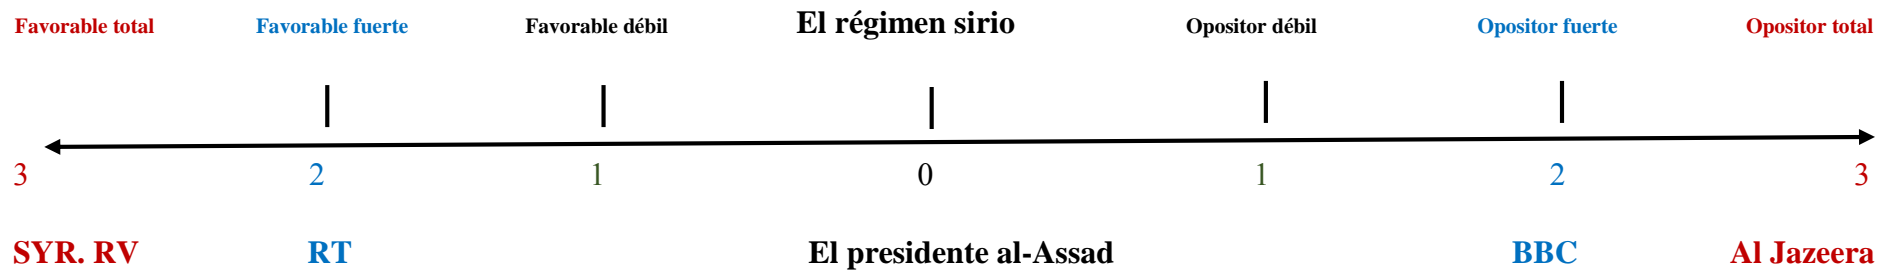 Favorable total Favorable fuerte Favorable débil El régimen sirio Opositor débil Opositor fuerte Opositor total
3 2 1 0 1 2 3
SYR. RV RT El presidente al-Assad BBC Al Jazeera